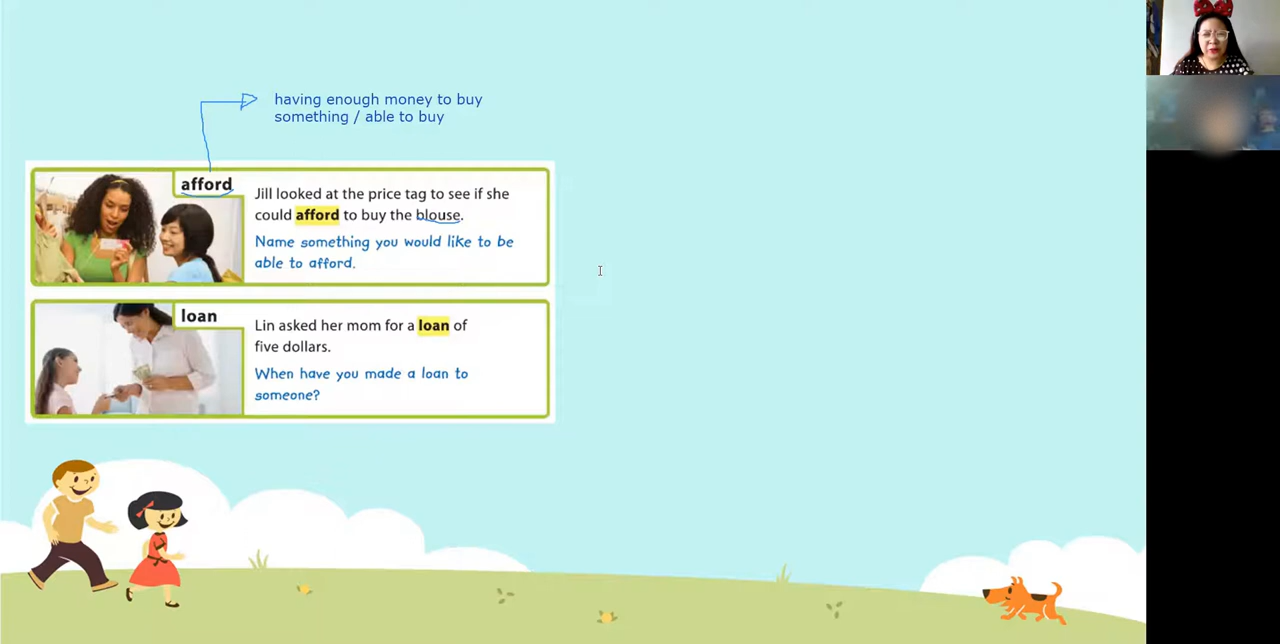 having enough money to buy
something / able to buy
afford
Jill looked at the price tag to see if she
could afford to buy the blouse.
Name something you would like to be
able to afford.
loan
Lin asked her mom for a loan of
five dollars.
When have you made a loan to
someone?